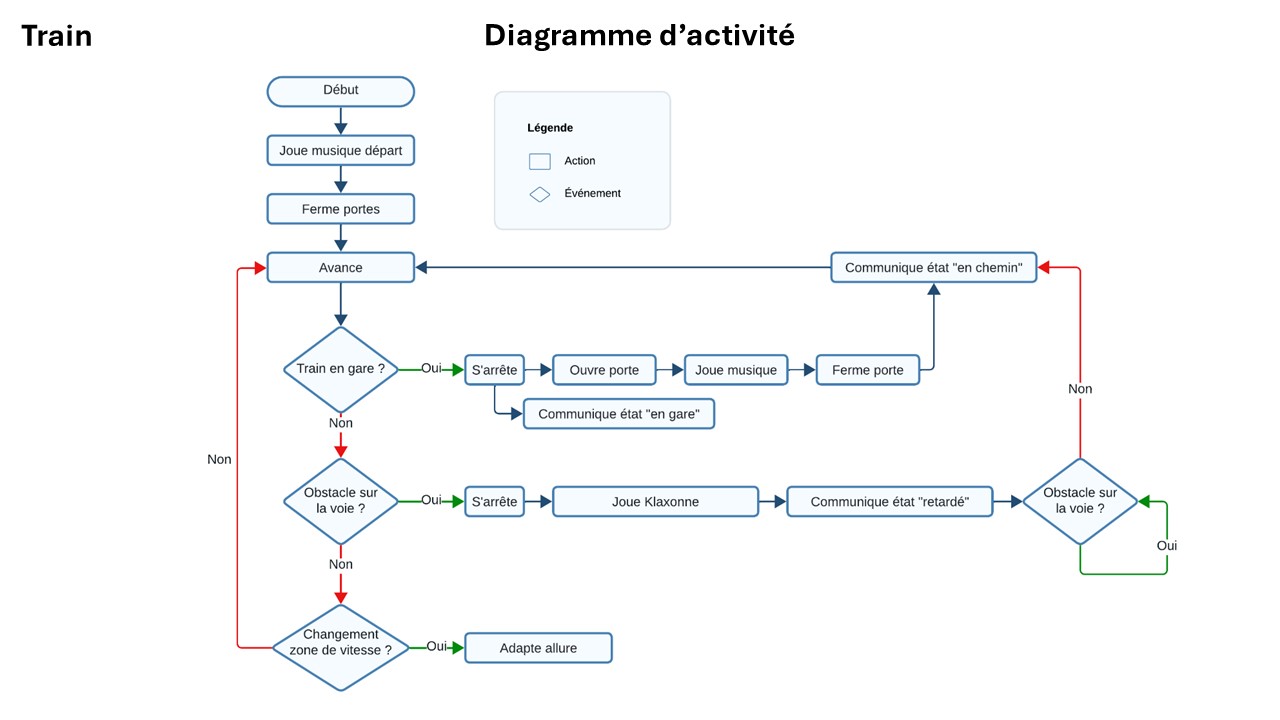 Train
Diagramme d’activité
Début
Joue musique départ
Ferme portes
Légende
Action
Événement
Avance
Communique état "en chemin"
Train en gare ?
Oui
S'arrête
Ouvre porte
Joue musique
Ferme porte
Communique état "en gare"
Non
Non
Non
Obstacle sur
la voie ?
Oui
S'arrête
Joue Klaxonne
Communique état "retardé"
Obstacle sur
la voie ?
Oui
Non
Changement
zone de vitesse ?
Oui
Adapte allure